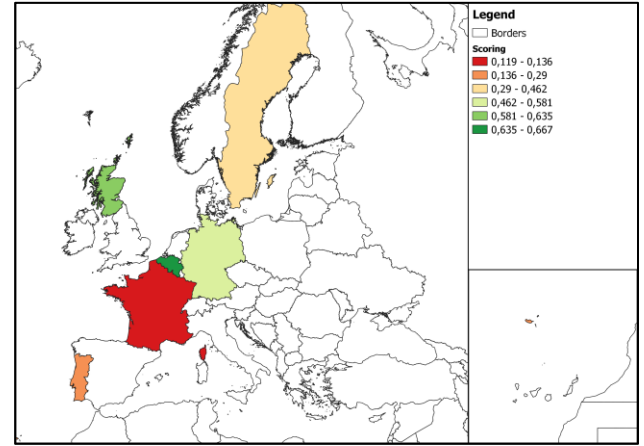 Legend
Borders
Scoring
0,119 - 0,136
0,136 - 0,29
0,29 - 0,462
0,462 - 0,581
0,581 - 0,635
0,635 - 0,667